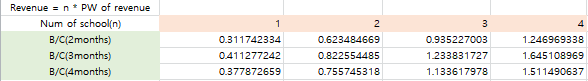 Revenue = n * PW of revenue
Num of school(n) 1 2 3 4
B/C(2months) 0.311742334 0.623484669 0.935227003 1.246969338
B/C(3months) 0.411277242 0.822554485 1.233831727 1.645108969
B/C(4months) 0.377872659 0.755745318 1.133617978 1.511490637